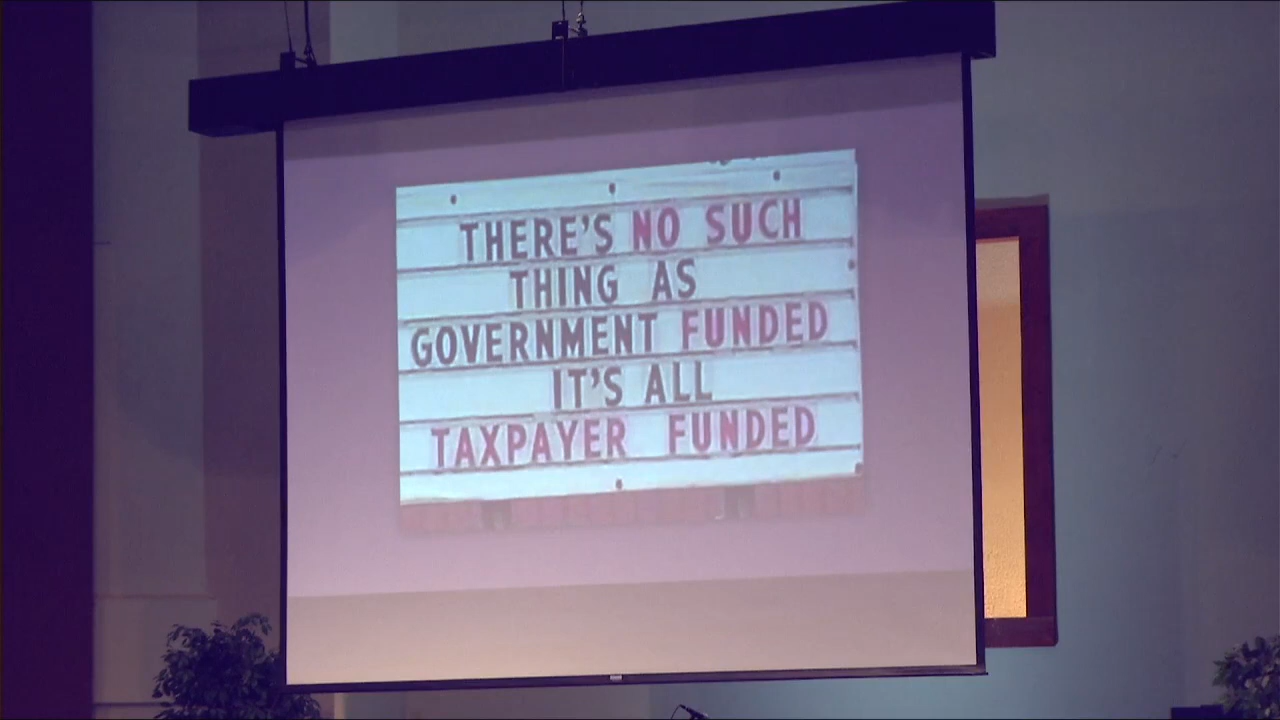 THERE'S NO SUCH
THING AS
GOVERNMENT FUNDED
IT'S ALL
TAXPAYER FUNDED